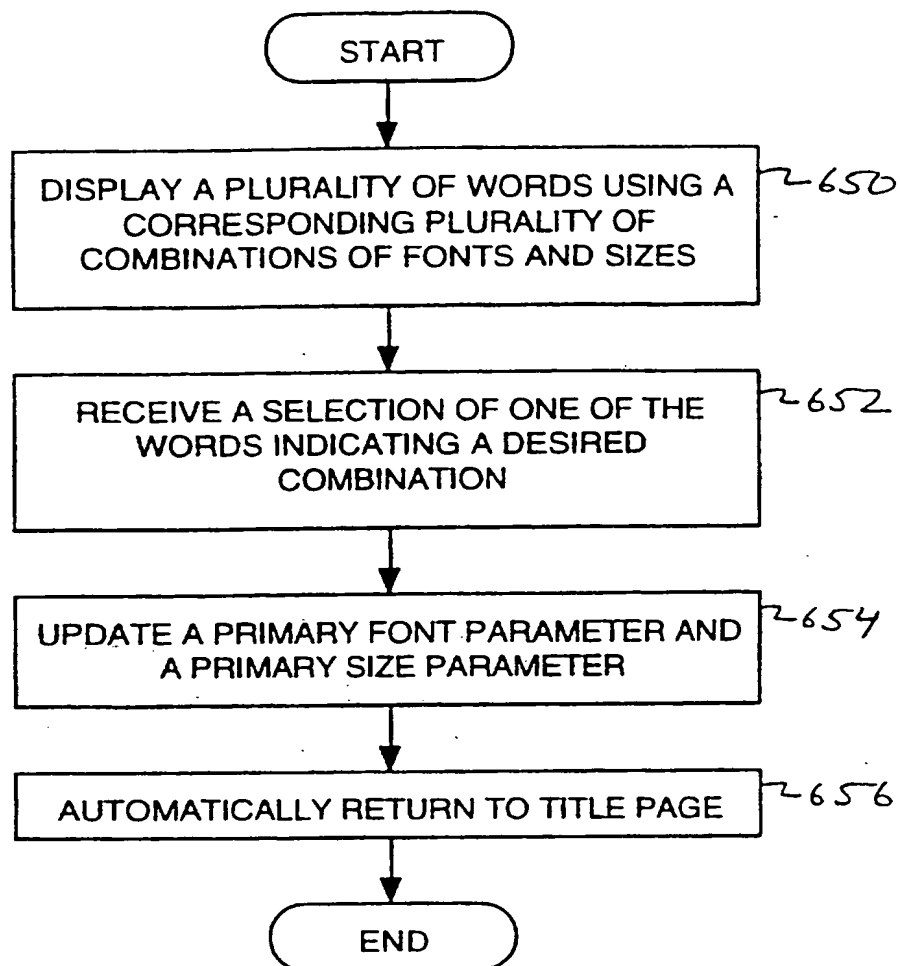 START
DISPLAY A PLURALITY OF WORDS USING A
CORRESPONDING PLURALITY OF
COMBINATIONS OF FONTS AND SIZES
650
RECEIVE A SELECTION OF ONE OF THE
WORDS INDICATING A DESIRED
COMBINATION
652
UPDATE A PRIMARY FONT PARAMETER AND
A PRIMARY SIZE PARAMETER
654
AUTOMATICALLY RETURN TO TITLE PAGE
656
END